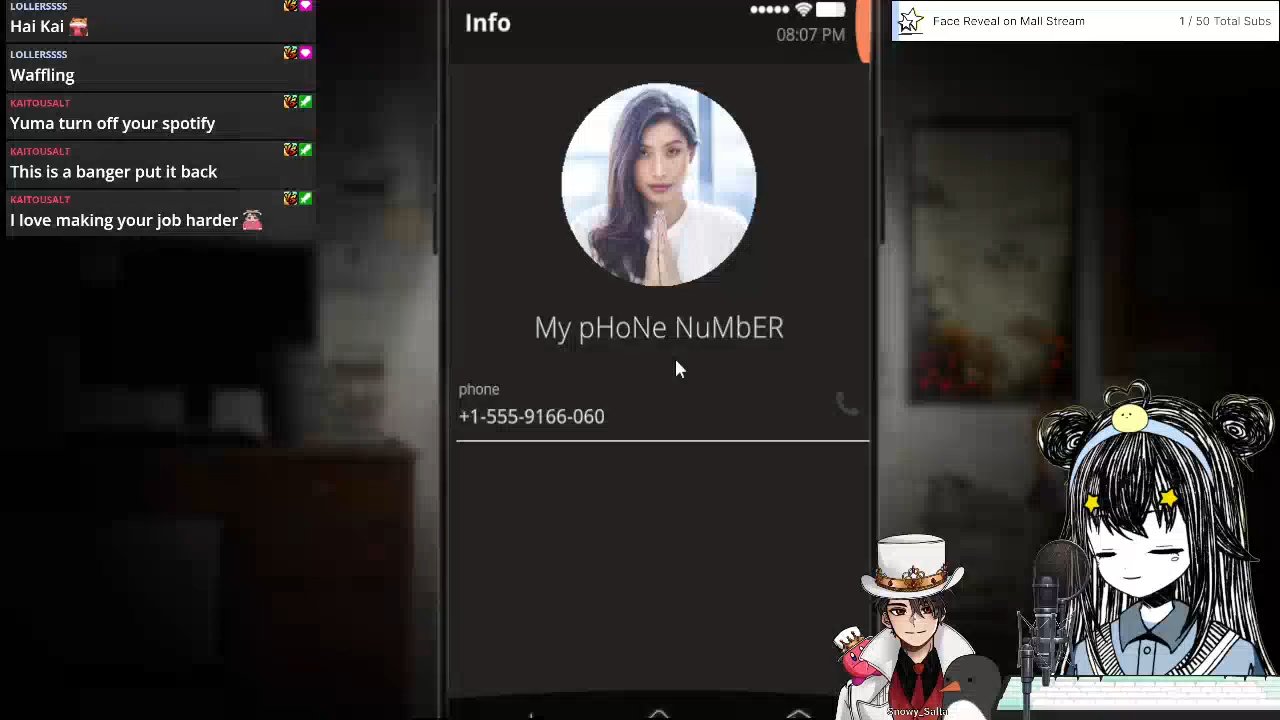 LOLLERSSSS
Hai Kai
LOLLERSSSS
Waffling
KAITOUSALT
Yuma turn off your spotify
KAITOUSALT
This is a banger put it back
KAITOUSALT
I love making your job harder
Info
08:07 PM
My pHoNe NuMbER
phone
+1-555-9166-060
Face Reveal on Mall Stream
1 / 50 Total Subs